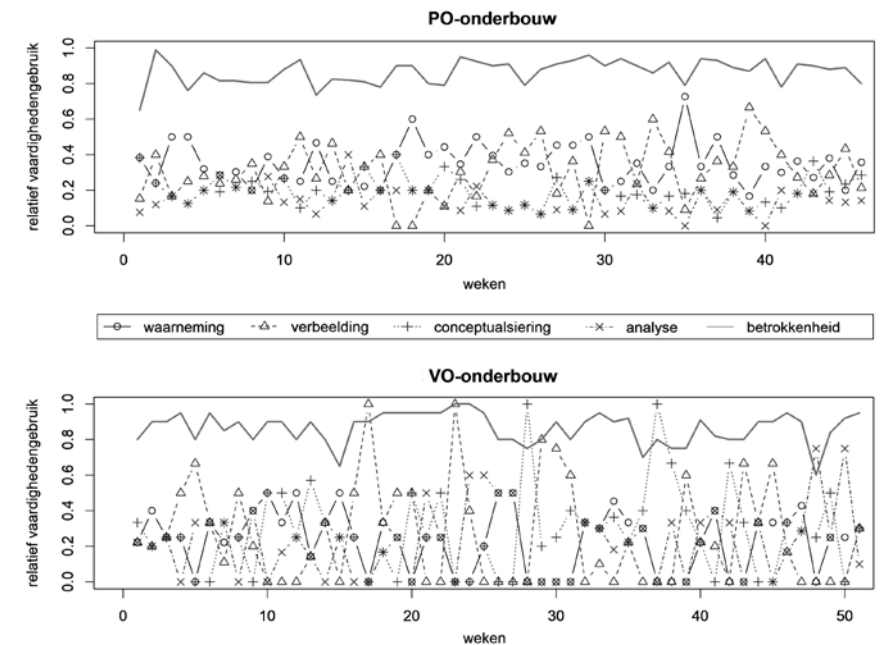 PO-onderbouw
relatief vaardighedengebruik
1.0
0.8
0.6
0.4
0.2
0.0
0 10 20 30 40
weken
waarneming verbeelding conceptualsiering analyse betrokkenheid
VO-onderbouw
relatief vaardighedengebruik
1.0
0.8
0.6
0.4
0.2
0.0
0 10 20 30 40 50
weken